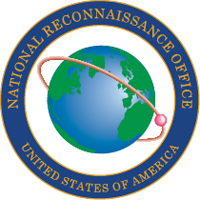 NATIONAL RECONNAISSANCE OFFICE
UNITED STATES OF AMERICA